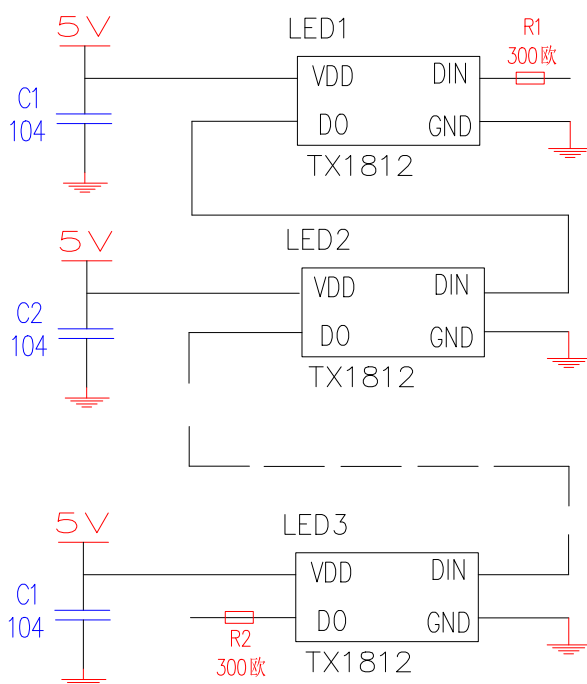 5V
LED1
R1
300欧
VDD
DIN
C1
104
DO
GND
TX1812
5V
LED2
VDD
DIN
C2
104
DO
GND
TX1812
5V
LED3
VDD
DIN
C1
104
DO
GND
R2
300欧
TX1812